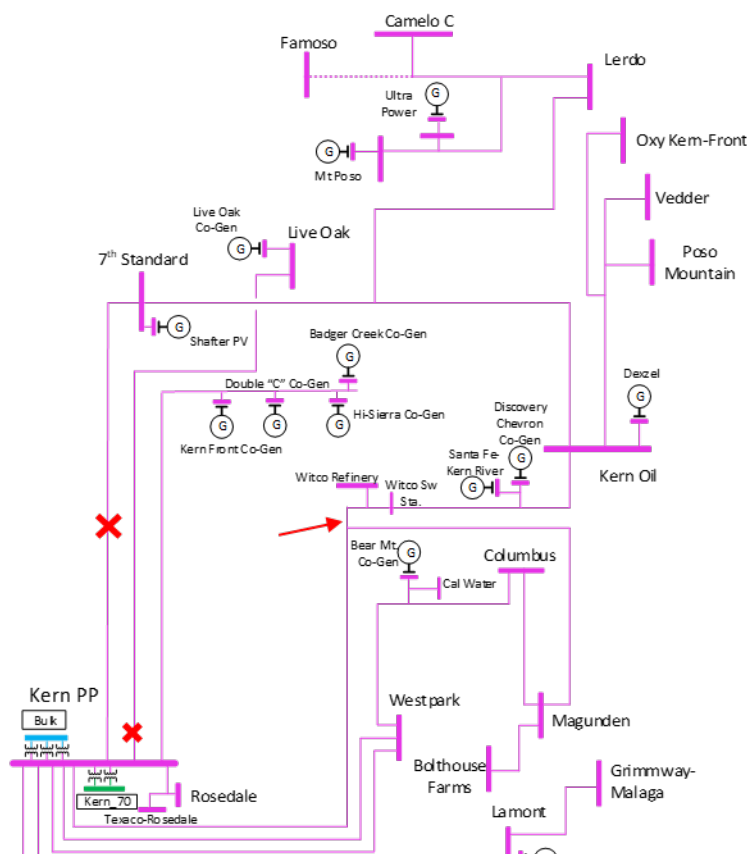 Camelo C
Famoso
Lerdo
Ultra
Power
G
Oxy Kern-Front
G
Mt Poso
Vedder
Live Oak
Co-Gen
Live Oak
G
Poso
Mountain
7th Standard
G
Shafter PV
Badger Creek Co-Gen
G
Dexzel
Double "C" Co-Gen
G
Discovery
Chevron
Co-Gen
Hi-Sierra Co-Gen
G
G
G
Kern Front Co-Gen
Santa Fe-
Kern River
G
G
Kern Oil
Witco Refinery
Witco Sw
Sta.
Bear Mt.
Co-Gen
G
Columbus
Cal Water
Kern PP
Bulk
Westpark
Magunden
Bolthouse
Farms
Grimmway-
Malaga
Kern_70
Rosedale
Texaco-Rosedale
Lamont